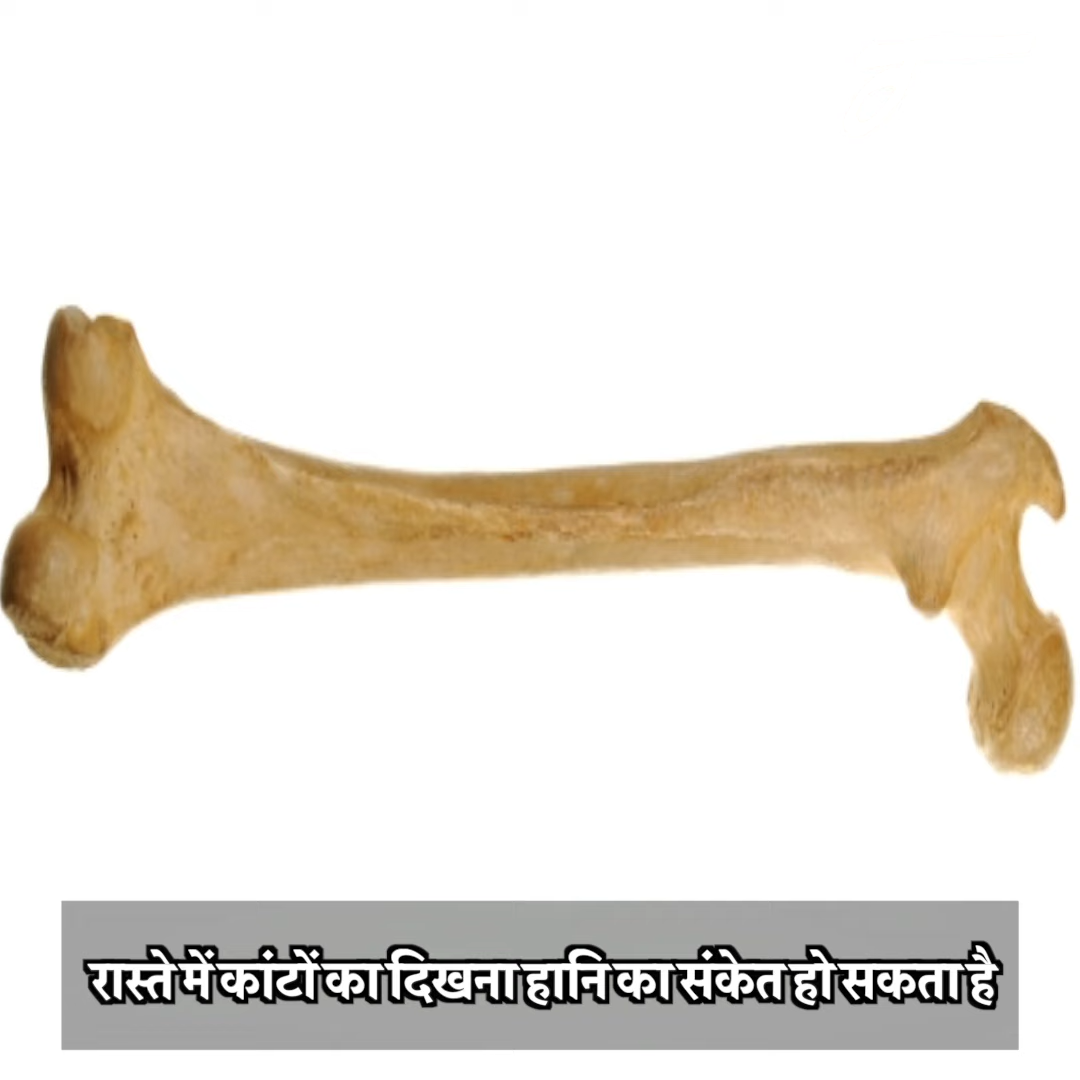 रास्ते में कांटों का दिखना हानि का संकेत हो सकता है